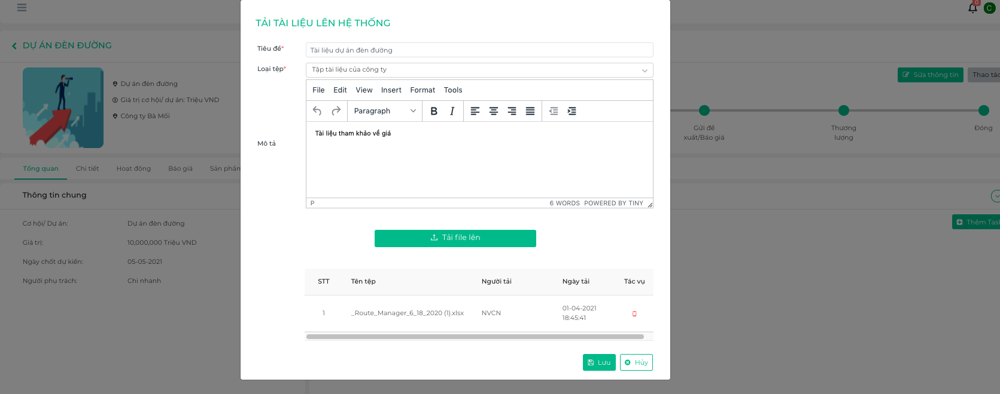 0
C
TẢI TÀI LIỆU LÊN HỆ THỐNG
Tiêu đề*
Tài liệu dự án đèn đường
Loại tệp*
Tập tài liệu của công ty
File Edit View Insert Format Tools
Paragraph B I
Mô tả
Tài liệu tham khảo về giá
P
6 WORDS POWERED BY TINY
Tải file lên
STT Tên tệp Người tải Ngày tải Tác vụ
1 _Route_Manager_6_18_2020 (1).xlsx NVCN 01-04-2021
18:45:41
Lưu Hủy
DỰ ÁN ĐÈN ĐƯỜNG
Dự án đèn đường
Giá trị cơ hội/ dự án: Triệu VND
Công ty Bà Mối
Sửa thông tin
Thao tác
Gửi đề
xuất/Báo giá
Thương
lượng
Đóng
Tổng quan Chi tiết Hoạt động Báo giá Sản phẩm
Thông tin chung
Cơ hội/ Dự án: Dự án đèn đường
Giá trị: 10,000,000 Triệu VND
Ngày chốt dự kiến: 05-05-2021
Người phụ trách: Chi nhanh
Thêm Task